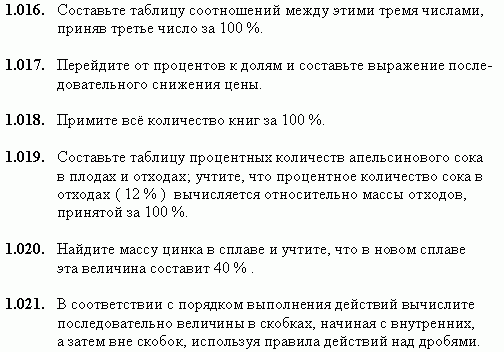 1.016. Составьте таблицу соотношений между этими тремя числами,
приняв третье число за 100 %.
1.017. Перейдите от процентов к долям и составьте выражение после-
довательного снижения цены.
1.018. Примите всё количество книг за 100 %.
1.019. Составьте таблицу процентных количеств апельсинового сока
в плодах и отходах; учтите, что процентное количество сока в
отходах ( 12 % ) вычисляется относительно массы отходов,
принятой за 100 %.
1.020. Найдите массу цинка в сплаве и учтите, что в новом сплаве
эта величина составит 40 % .
1.021. В соответствии с порядком выполнения действий вычислите
последовательно величины в скобках, начиная с внутренних,
а затем вне скобок, используя правила действий над дробями.